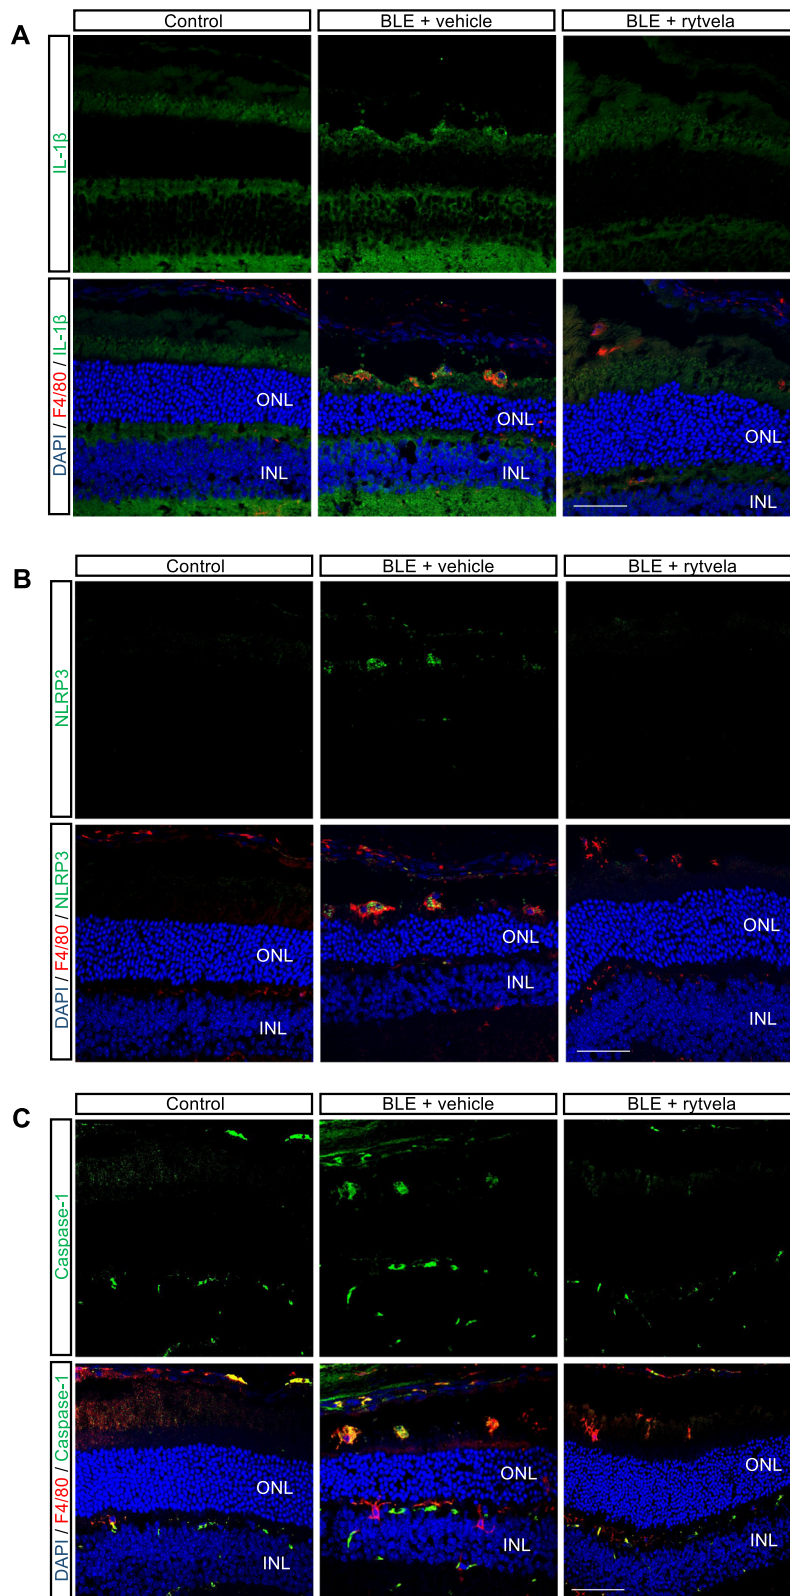 A
Control
BLE + vehicle
BLE + rytvela
IL-1β
DAPI / F4/80 / IL-1β
ONL
ONL
ONL
INL
INL
INL
B
Control
BLE + vehicle
BLE + rytvela
NLRP3
DAPI / F4/80 / NLRP3
ONL
ONL
ONL
INL
INL
INL
C
Control
BLE + vehicle
BLE + rytvela
Caspase-1
DAPI / F4/80 / Caspase-1
ONL
ONL
ONL
INL
INL
INL